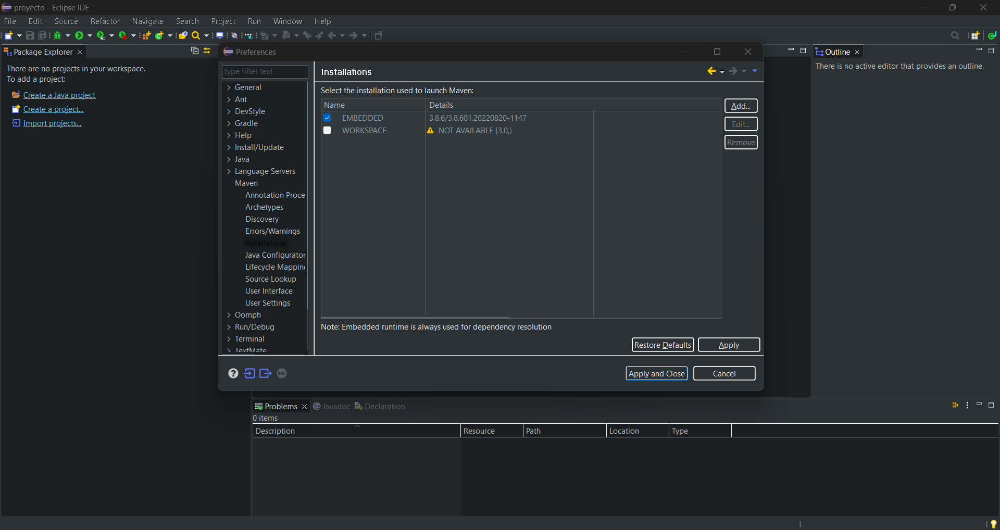 proyecto - Eclipse IDE
File Edit Source Refactor Navigate Search Project Run Window Help
Package Explorer
There are no projects in your workspace.
To add a project:
Create a Java project
Create a project...
Import projects...
Preferences
type filter text
General
Ant
DevStyle
Gradle
Help
Install/Update
Java
Language Servers
Maven
Annotation Proce
Archetypes
Discovery
Errors/Warnings
Installations
Java Configurator
Lifecycle Mapping
Source Lookup
User Interface
User Settings
Oomph
Run/Debug
Terminal
TextMate
Installations
Select the installation used to launch Maven:
Name Details
EMBEDDED 3.8.6/3.8.601.20220820-1147
WORKSPACE NOT AVAILABLE [3.0,)
Add...
Edit...
Remove
Note: Embedded runtime is always used for dependency resolution
Restore Defaults Apply
REC
Apply and Close Cancel
Outline
There is no active editor that provides an outline.
Problems @ Javadoc Declaration
0 items
Description Resource Path Location Type